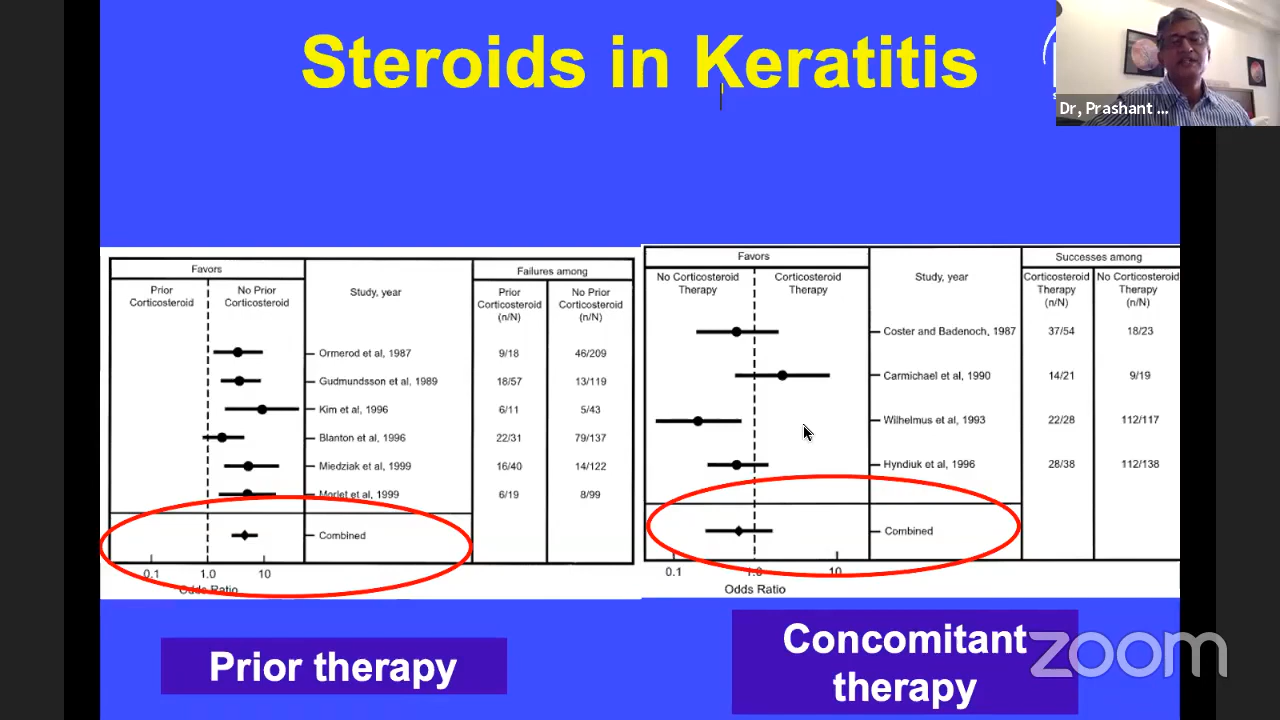 Steroids in Keratitis
Dr, Prashant ...
Favors
Prior
Corticosteroid
No Prior
Corticosteroid
Study, year
Failures among
Prior
Corticosteroid
(n/N)
No Prior
Corticosteroid
(n/N)
Ormerod et al, 1987 9/18 46/209
Gudmundsson et al, 1989 18/57 13/119
Kim et al, 1996 6/11 5/43
Blanton et al, 1996 22/31 79/137
Miedziak et al, 1999 16/40 14/122
Morlet et al, 1999 6/19 8/99
Combined
0.1 1.0 10
Odds Ratio
Favors
No Corticosteroid
Therapy
Corticosteroid
Therapy
Study, year
Successes among
Corticosteroid
Therapy
(n/N)
No Corticosteroid
Therapy
(n/N)
Coster and Badenoch, 1987 37/54 18/23
Carmichael et al, 1990 14/21 9/19
Wilhelmus et al, 1993 22/28 112/117
Hyndiuk et al, 1996 28/38 112/138
Combined
0.1 1.0 10
Odds Ratio
Prior therapy
Concomitant
therapy
zoom